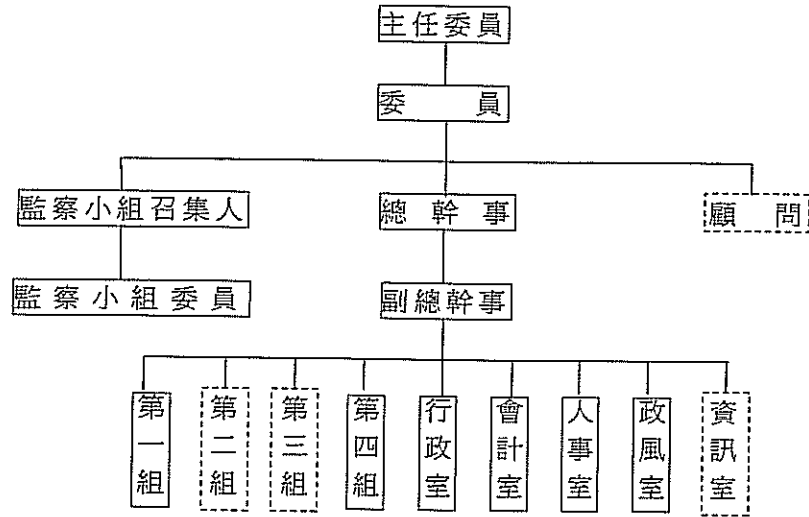 主任委員
委員
監察小組召集人
總幹事
顧問
監察小組委員
副總幹事
第一組
第二組
第三組
第四組
行政室
會計室
人事室
政風室
資訊室